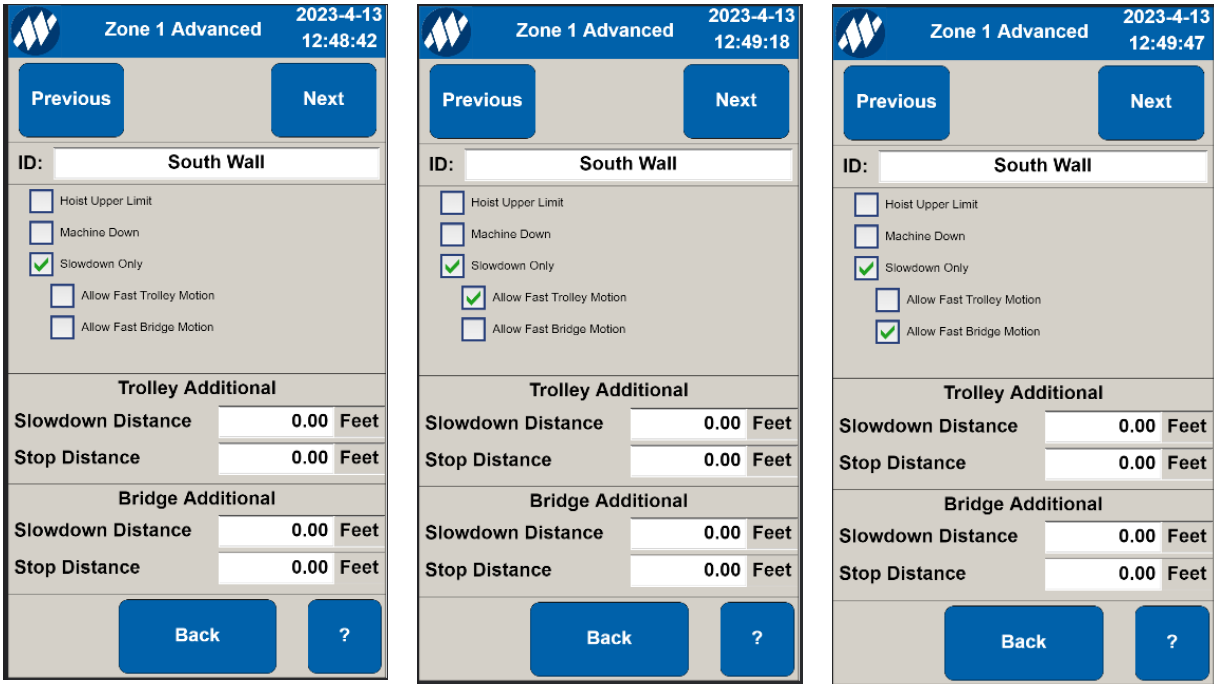 Zone 1 Advanced
2023-4-13
12:48:42
Previous
Next
ID:
South Wall
Hoist Upper Limit
Machine Down
Slowdown Only
Allow Fast Trolley Motion
Allow Fast Bridge Motion
Trolley Additional
Slowdown Distance 0.00 Feet
Stop Distance 0.00 Feet
Bridge Additional
Slowdown Distance 0.00 Feet
Stop Distance 0.00 Feet
Back
?
Zone 1 Advanced
2023-4-13
12:49:18
Previous
Next
ID:
South Wall
Hoist Upper Limit
Machine Down
Slowdown Only
Allow Fast Trolley Motion
Allow Fast Bridge Motion
Trolley Additional
Slowdown Distance 0.00 Feet
Stop Distance 0.00 Feet
Bridge Additional
Slowdown Distance 0.00 Feet
Stop Distance 0.00 Feet
Back
?
Zone 1 Advanced
2023-4-13
12:49:47
Previous
Next
ID:
South Wall
Hoist Upper Limit
Machine Down
Slowdown Only
Allow Fast Trolley Motion
Allow Fast Bridge Motion
Trolley Additional
Slowdown Distance 0.00 Feet
Stop Distance 0.00 Feet
Bridge Additional
Slowdown Distance 0.00 Feet
Stop Distance 0.00 Feet
Back
?